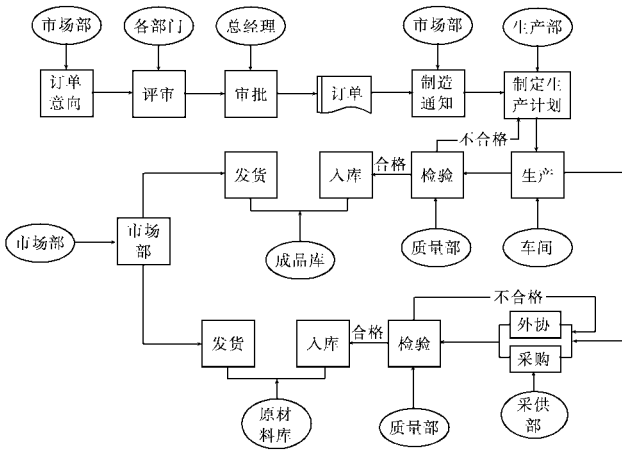 市场部
各部门
总经理
市场部
生产部
订单
意向
评审
审批
订单
制造
通知
制定生
产计划
不合格
发货
入库
合格
检验
生产
市场部
市场
部
成品库
质量部
车间
不合格
外协
发货
入库
合格
检验
采购
原材
料库
质量部
采供
部